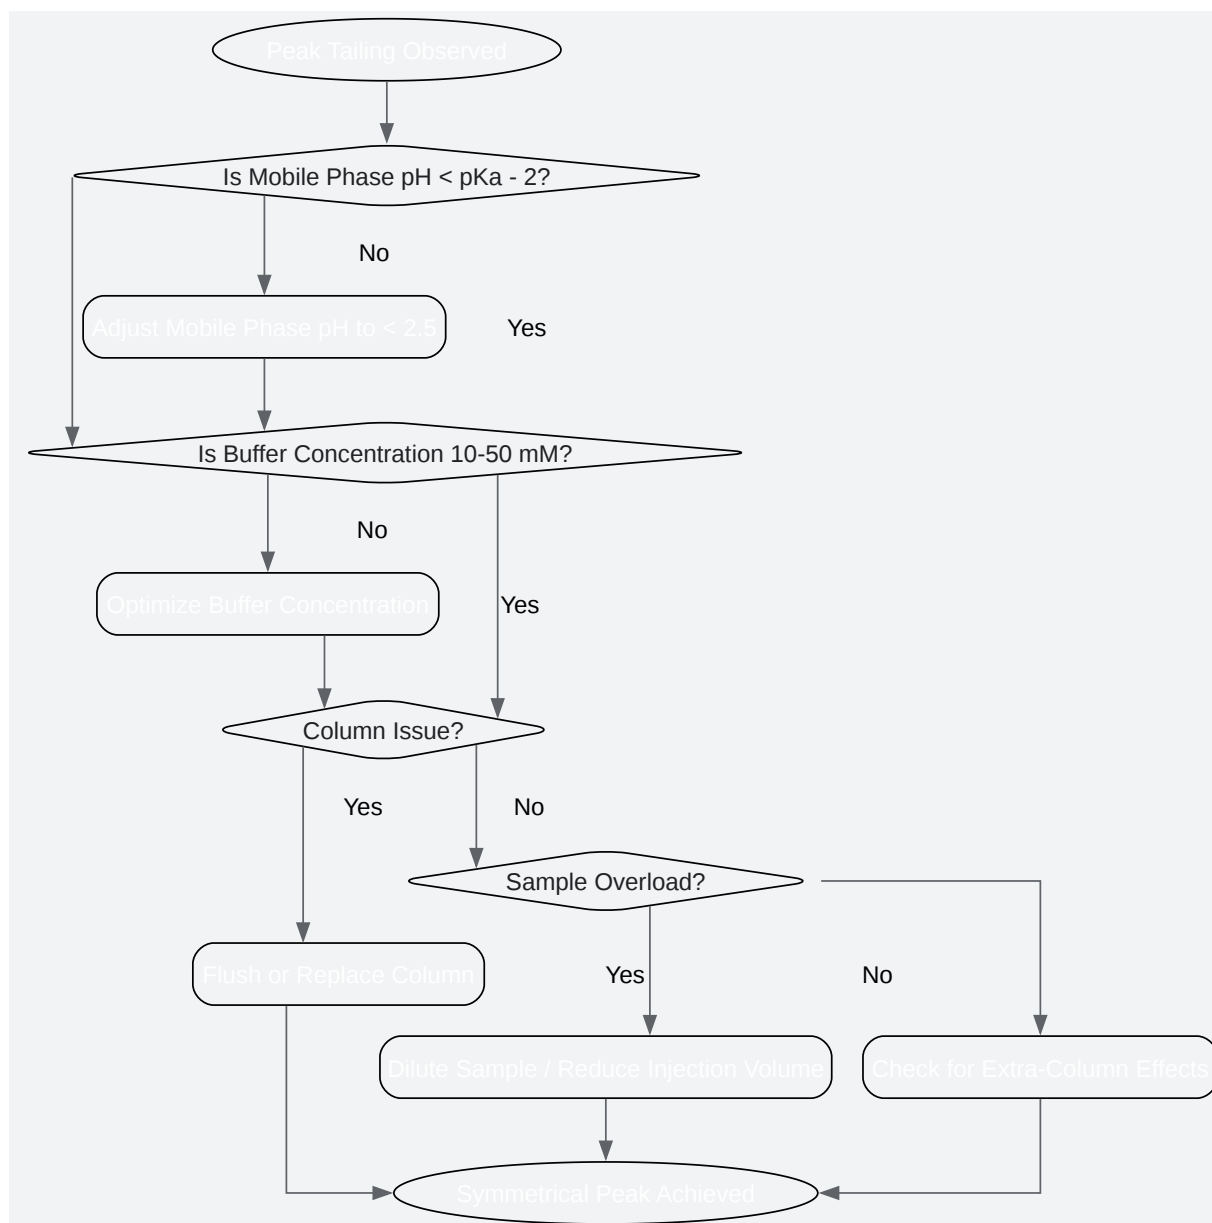 Peak Tailing Observed
Is Mobile Phase pH < pKa - 2?
No
Adjust Mobile Phase pH to < 2.5
Yes
Is Buffer Concentration 10-50 mM?
No
Optimize Buffer Concentration
Yes
Column Issue?
Yes
No
Sample Overload?
Flush or Replace Column
Yes
No
Dilute Sample / Reduce Injection Volume
Check for Extra-Column Effects
Symmetrical Peak Achieved